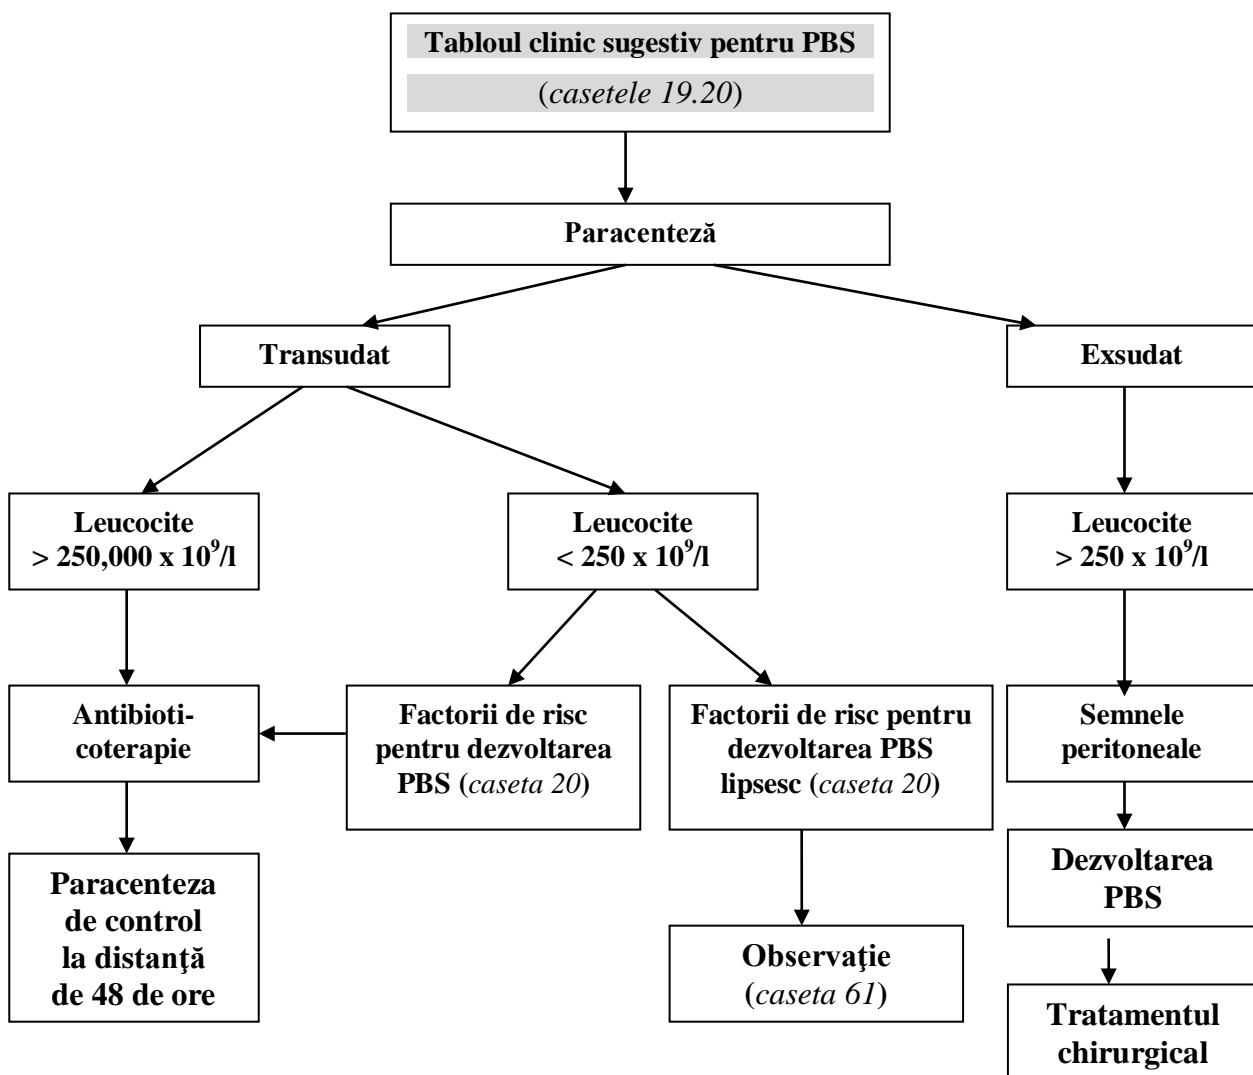 Tabloul clinic sugestiv pentru PBS
(casetele 19.20)
Paracenteză
Transudat
Exsudat
Leucocite
> 250,000 x 10⁹/l
Leucocite
< 250 x 10⁹/l
Leucocite
> 250 x 10⁹/l
Antibioti-
coterapie
Factorii de risc
pentru dezvoltarea
PBS (caseta 20)
Factorii de risc pentru
dezvoltarea PBS
lipsesc (caseta 20)
Semnele
peritoneale
Paracenteza
de control
la distanţă
de 48 de ore
Observaţie
(caseta 61)
Dezvoltarea
PBS
Tratamentul
chirurgical